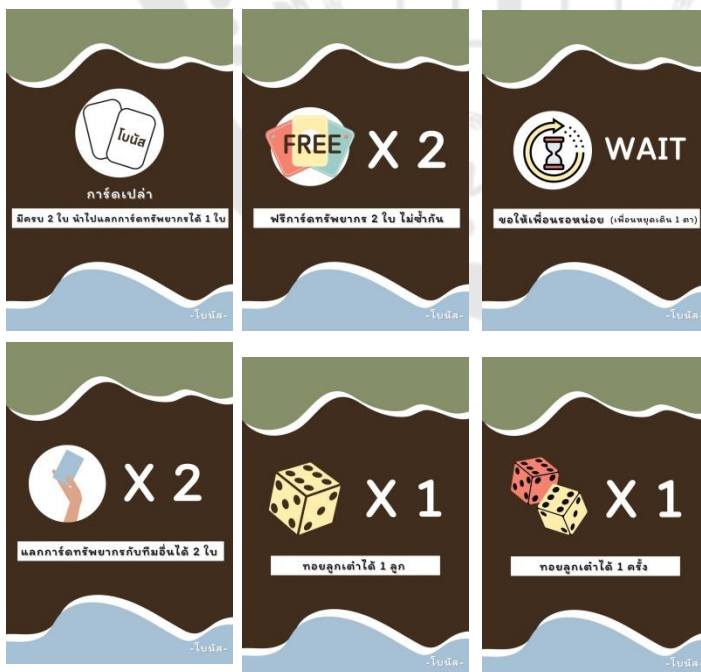 โบนัส
การ์ดเปล่า
มีครบ 2 ใบ นำไปแลกการ์ดทรัพยากรได้ 1 ใบ
-โบนัส-
FREE X 2
ฟรีการ์ดทรัพยากร 2 ใบ ไม่ซ้ำกัน
-โบนัส-
WAIT
ขอให้เพื่อนรอหน่อย (เพื่อนหยุดเดิน 1 ตา)
-โบนัส-
X 2
แลกการ์ดทรัพยากรกับทีมอื่นได้ 2 ใบ
-โบนัส-
X 1
ทอยลูกเต๋าได้ 1 ลูก
-โบนัส-
X 1
ทอยลูกเต๋าได้ 1 ครั้ง
-โบนัส-